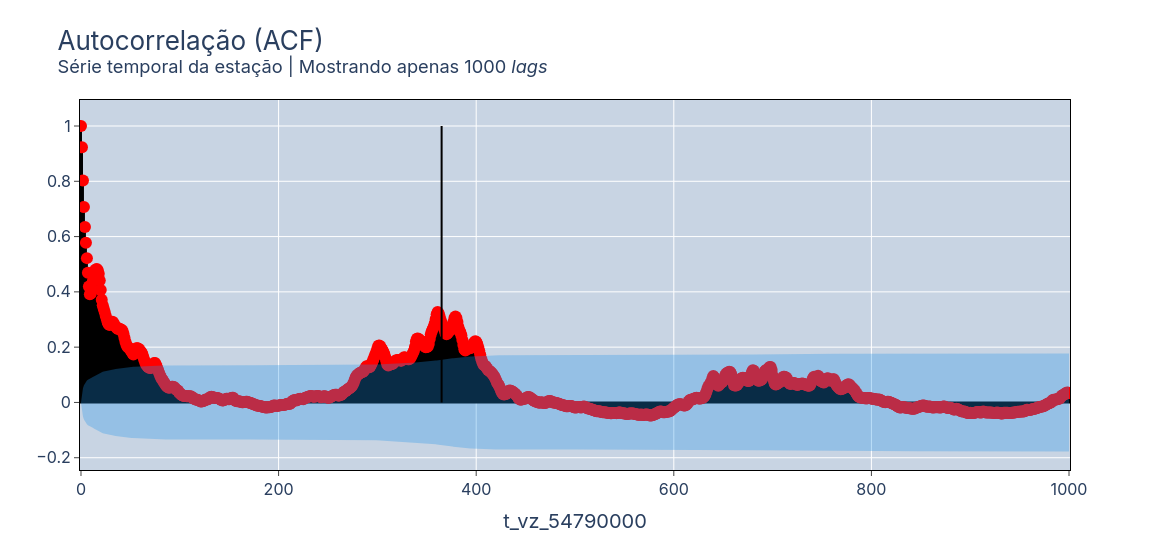 Autocorrelação (ACF)
Série temporal da estação | Mostrando apenas 1000 lags
1
0.8
0.6
0.4
0.2
0
−0.2
0 200 400 600 800 1000
t_vz_54790000